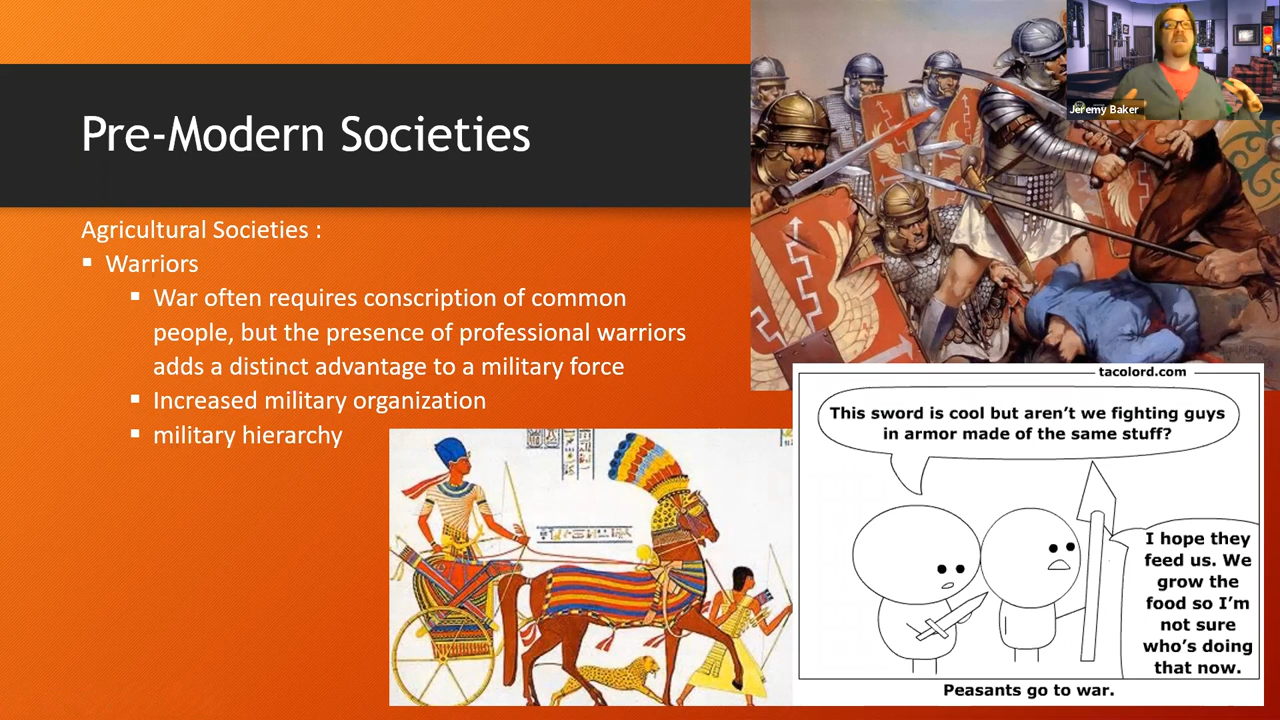 Pre-Modern Societies
Jeremy Baker
Agricultural Societies :
Warriors
War often requires conscription of common
people, but the presence of professional warriors
adds a distinct advantage to a military force
Increased military organization
military hierarchy
tacolord.com
This sword is cool but aren't we fighting guys
in armor made of the same stuff?
I hope they
feed us. We
grow the
food so I'm
not sure
who's doing
that now.
Peasants go to war.